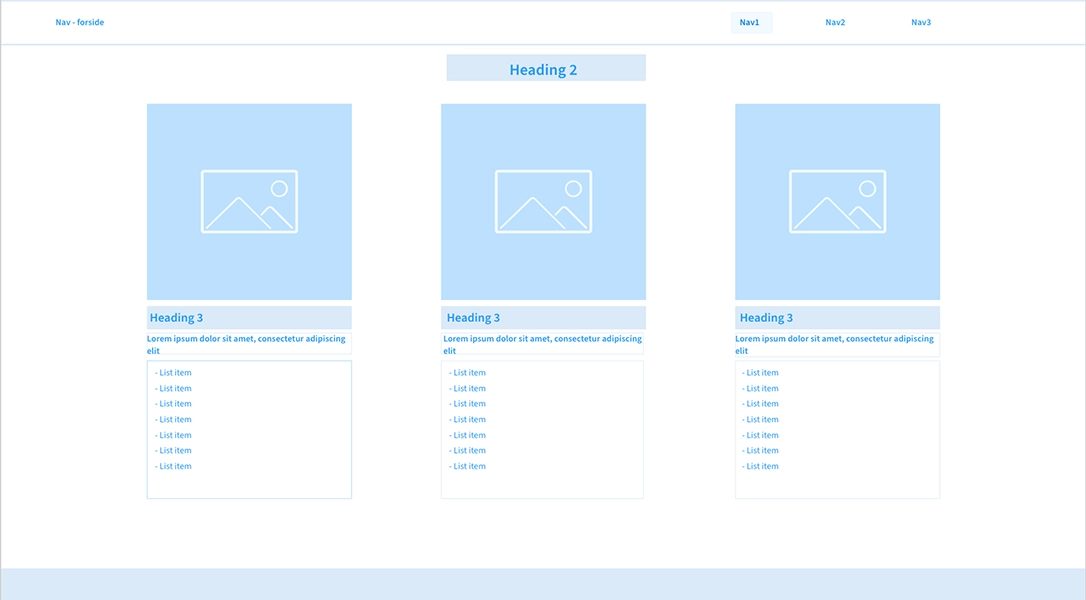 Nav - forside
Nav1
Nav2
Nav3
Heading 2
Heading 3
Lorem ipsum dolor sit amet, consectetur adipiscing
elit
- List item
- List item
- List item
- List item
- List item
- List item
- List item
Heading 3
Lorem ipsum dolor sit amet, consectetur adipiscing
elit
- List item
- List item
- List item
- List item
- List item
- List item
- List item
Heading 3
Lorem ipsum dolor sit amet, consectetur adipiscing
elit
- List item
- List item
- List item
- List item
- List item
- List item
- List item